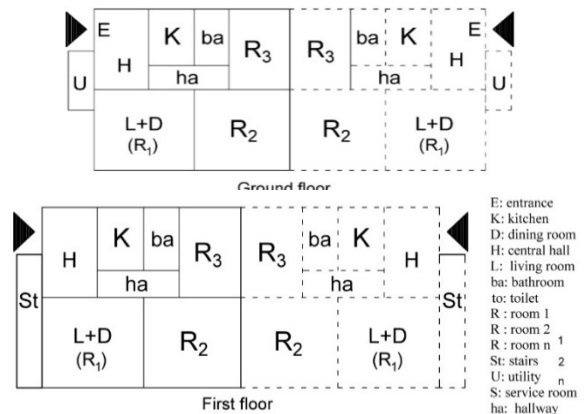 E K ba R3 R3 ba K E
H H
U ha ha U
L+D R2 R2 L+D
(R1) (R1)
Ground floor
H K ba R3 R3 ba K H
ha ha
St St
L+D R2 R2 L+D
(R1) (R1)
First floor
E: entrance
K: kitchen
D: dining room
H: central hall
L: living room
ba: bathroom
to: toilet
R : room 1
R : room 2
R : room n 1
St: stairs 2
U: utility n
S: service room
ha: hallway